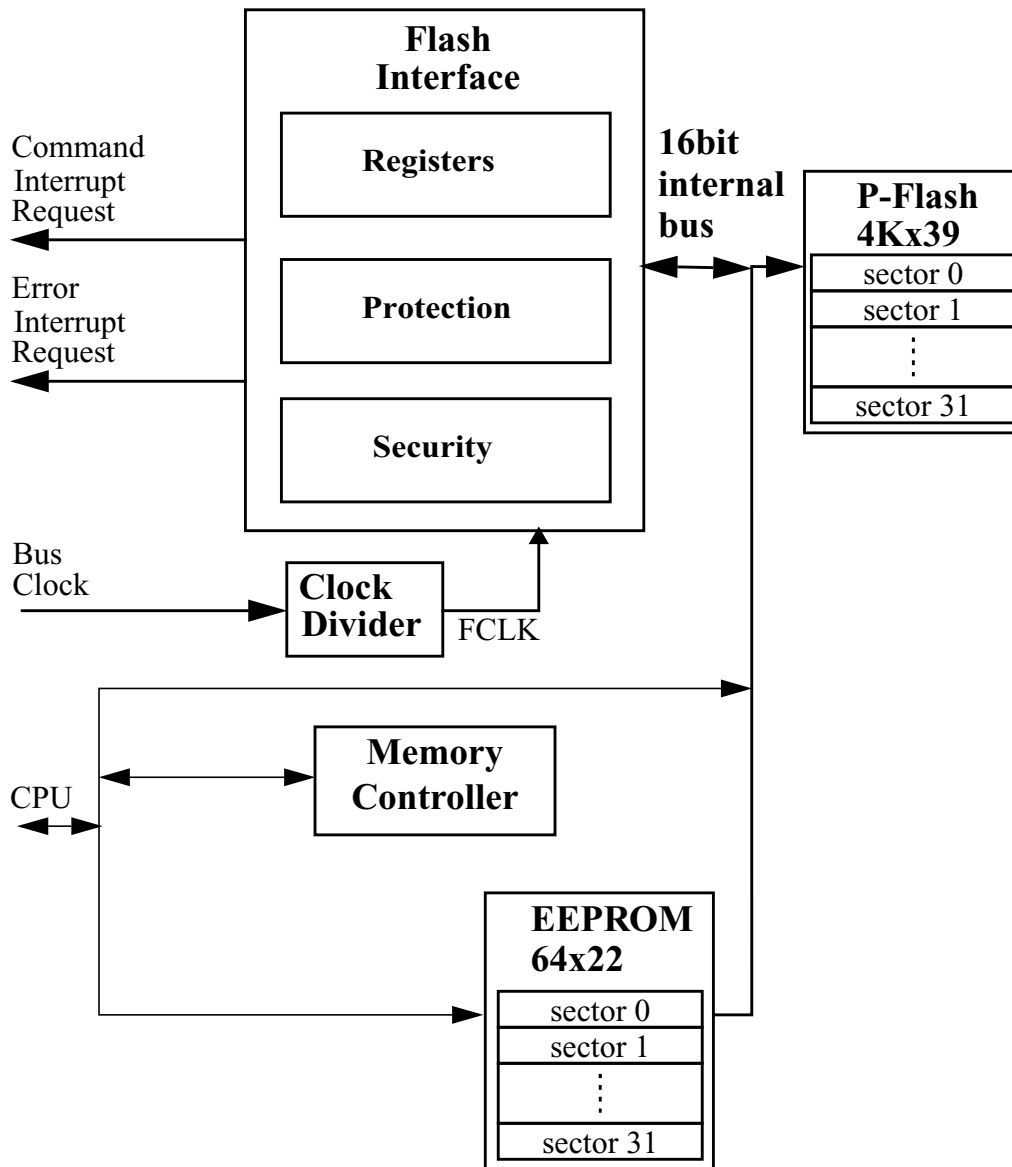 Flash
Interface
Registers
Protection
Security
Command
Interrupt
Request
Error
Interrupt
Request
16bit
internal
bus
P-Flash
4Kx39
sector 0
sector 1
sector 31
Bus
Clock
Clock
Divider
FCLK
Memory
Controller
CPU
EEPROM
64x22
sector 0
sector 1
sector 31